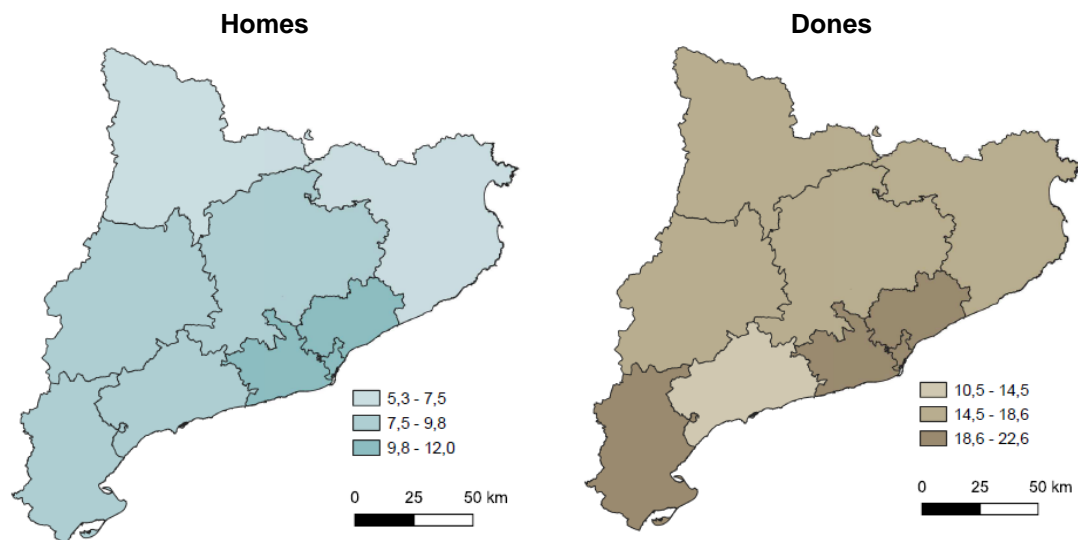 Homes
5,3 - 7,5
7,5 - 9,8
9,8 - 12,0
0 25 50 km
Dones
10,5 - 14,5
14,5 - 18,6
18,6 - 22,6
0 25 50 km